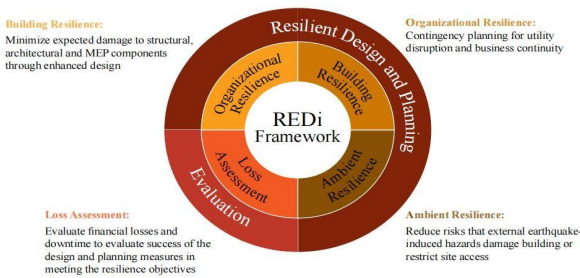 Building Resilience:
Minimize expected damage to structural,
architectural and MEP components
through enhanced design
Organizational Resilience:
Contingency planning for utility
disruption and business continuity
Resilient Design and Planning
Organizational
Resilience
Building
Resilience
REDi
Framework
Loss
Assessment
Ambient
Resilience
Evaluation
Loss Assessment:
Evaluate financial losses and
downtime to evaluate success of the
design and planning measures in
meeting the resilience objectives
Ambient Resilience:
Reduce risks that external earthquake-
induced hazards damage building or
restrict site access